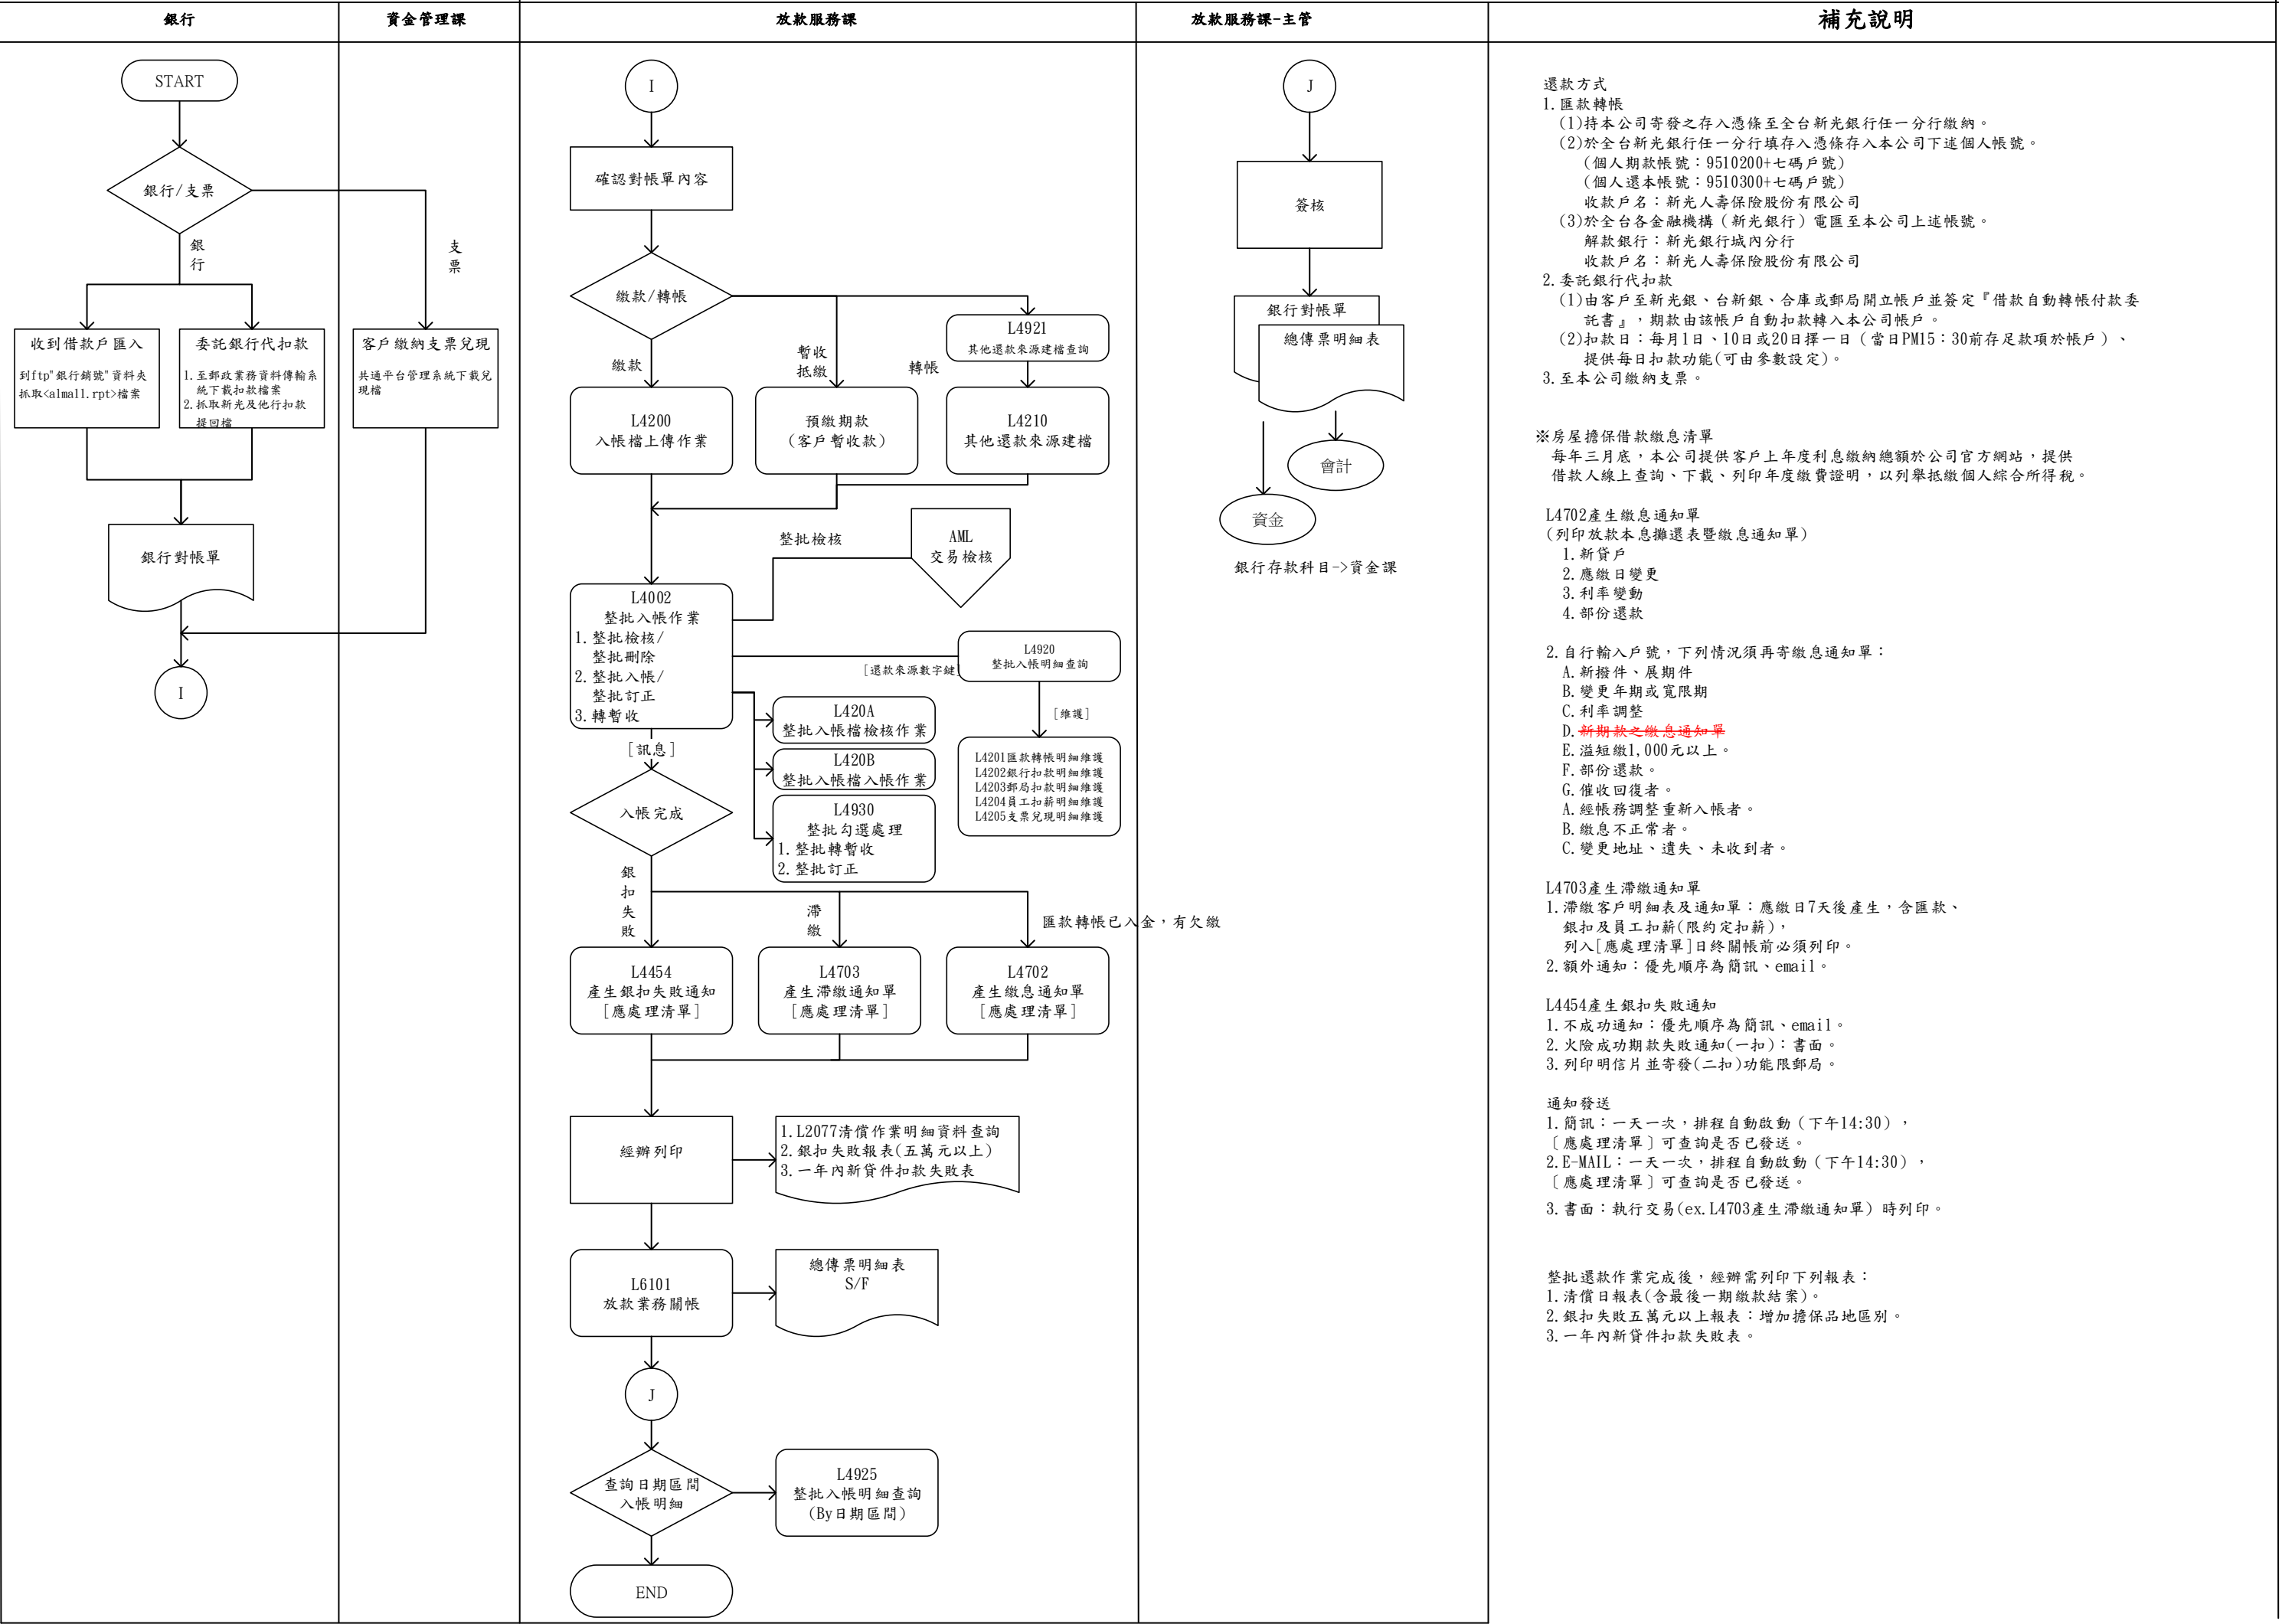 銀行
資金管理課
放款服務課
放款服務課-主管
補充說明
START
銀行/支票
銀
行
支
票
收到借款戶匯入
到ftp"銀行銷號"資料夾
抓取<almall.rpt>檔案
委託銀行代扣款
1.至郵政業務資料傳輸系
統下載扣款檔案
2.抓取新光及他行扣款
提回檔
客戶繳納支票兌現
共通平台管理系統下載兌
現檔
銀行對帳單
I
I
確認對帳單內容
繳款/轉帳
繳款
暫收
抵繳
轉帳
L4921
其他還款來源建檔查詢
L4200
入帳檔上傳作業
預繳期款
(客戶暫收款)
L4210
其他還款來源建檔
整批檢核
AML
交易檢核
L4002
整批入帳作業
1.整批檢核/
整批刪除
2.整批入帳/
整批訂正
3.轉暫收
[還款來源數字鍵]
L4920
整批入帳明細查詢
[維護]
L4201匯款轉帳明細維護
L4202銀行扣款明細維護
L4203郵局扣款明細維護
L4204員工扣薪明細維護
L4205支票兌現明細維護
L420A
整批入帳檔檢核作業
L420B
整批入帳檔入帳作業
L4930
整批勾選處理
1.整批轉暫收
2.整批訂正
[訊息]
入帳完成
銀
扣
失
敗
滯
繳
匯款轉帳已入金，有欠繳
L4454
產生銀扣失敗通知
[應處理清單]
L4703
產生滯繳通知單
[應處理清單]
L4702
產生繳息通知單
[應處理清單]
經辦列印
1.L2077清償作業明細資料查詢
2.銀扣失敗報表(五萬元以上)
3.一年內新貸件扣款失敗表
L6101
放款業務關帳
總傳票明細表
S/F
J
查詢日期區間
入帳明細
L4925
整批入帳明細查詢
(By日期區間)
END
J
簽核
銀行對帳單
總傳票明細表
會計
資金
銀行存款科目->資金課
還款方式
1.匯款轉帳
(1)持本公司寄發之存入憑條至全台新光銀行任一分行繳納。
(2)於全台新光銀行任一分行填存入憑條存入本公司下述個人帳號。
(個人期款帳號：9510200+七碼戶號)
(個人還本帳號：9510300+七碼戶號)
收款戶名：新光人壽保險股份有限公司
(3)於全台各金融機構（新光銀行）電匯至本公司上述帳號。
解款銀行：新光銀行城內分行
收款戶名：新光人壽保險股份有限公司
2.委託銀行代扣款
(1)由客戶至新光銀、台新銀、合庫或郵局開立帳戶並簽定『借款自動轉帳付款委
託書』，期款由該帳戶自動扣款轉入本公司帳戶。
(2)扣款日：每月1日、10日或20日擇一日（當日PM15：30前存足款項於帳戶）、
提供每日扣款功能(可由參數設定)。
3.至本公司繳納支票。
※房屋擔保借款繳息清單
每年三月底，本公司提供客戶上年度利息繳納總額於公司官方網站，提供
借款人線上查詢、下載、列印年度繳費證明，以列舉抵繳個人綜合所得稅。
L4702產生繳息通知單
(列印放款本息攤還表暨繳息通知單)
1.新貸戶
2.應繳日變更
3.利率變動
4.部份還款
2.自行輸入戶號，下列情況須再寄繳息通知單：
A.新撥件、展期件
B.變更年期或寬限期
C.利率調整
D.新期款之繳息通知單
E.溢短繳1,000元以上。
F.部份還款。
G.催收回復者。
A.經帳務調整重新入帳者。
B.繳息不正常者。
C.變更地址、遺失、未收到者。
L4703產生滯繳通知單
1.滯繳客戶明細表及通知單：應繳日7天後產生，含匯款、
銀扣及員工扣薪(限約定扣薪)，
列入[應處理清單]日終關帳前必須列印。
2.額外通知：優先順序為簡訊、email。
L4454產生銀扣失敗通知
1.不成功通知：優先順序為簡訊、email。
2.火險成功期款失敗通知(一扣)：書面。
3.列印明信片並寄發(二扣)功能限郵局。
通知發送
1.簡訊：一天一次，排程自動啟動（下午14:30），
〔應處理清單〕可查詢是否已發送。
2.E-MAIL：一天一次，排程自動啟動（下午14:30），
〔應處理清單〕可查詢是否已發送。
3.書面：執行交易(ex.L4703產生滯繳通知單) 時列印。
整批還款作業完成後，經辦需列印下列報表：
1.清償日報表(含最後一期繳款結案)。
2.銀扣失敗五萬元以上報表：增加擔保品地區別。
3.一年內新貸件扣款失敗表。